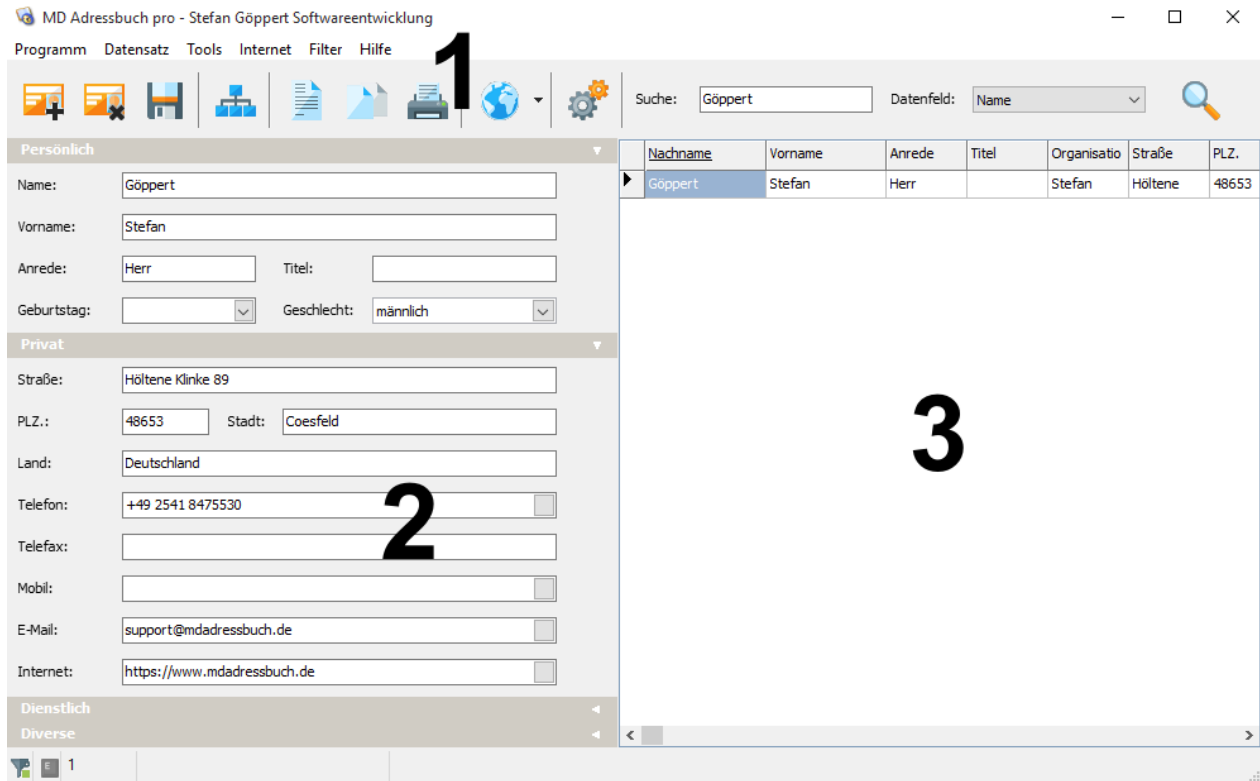 MD Adressbuch pro - Stefan Göppert Softwareentwicklung
Programm Datensatz Tools Internet Filter Hilfe
1
Suche: Göppert Datenfeld: Name
Persönlich
Name: Göppert
Vorname: Stefan
Anrede: Herr Titel:
Geburtstag: Geschlecht: männlich
Privat
Straße: Höltene Klinke 89
PLZ.: 48653 Stadt: Coesfeld
Land: Deutschland
Telefon: +49 2541 8475530
2
Telefax:
Mobil:
E-Mail: support@mdadressbuch.de
Internet: https://www.mdadressbuch.de
Dienstlich
Diverse
Nachname Vorname Anrede Titel Organisatio Straße PLZ.
Göppert Stefan Herr Stefan Höltene 48653
3
E 1